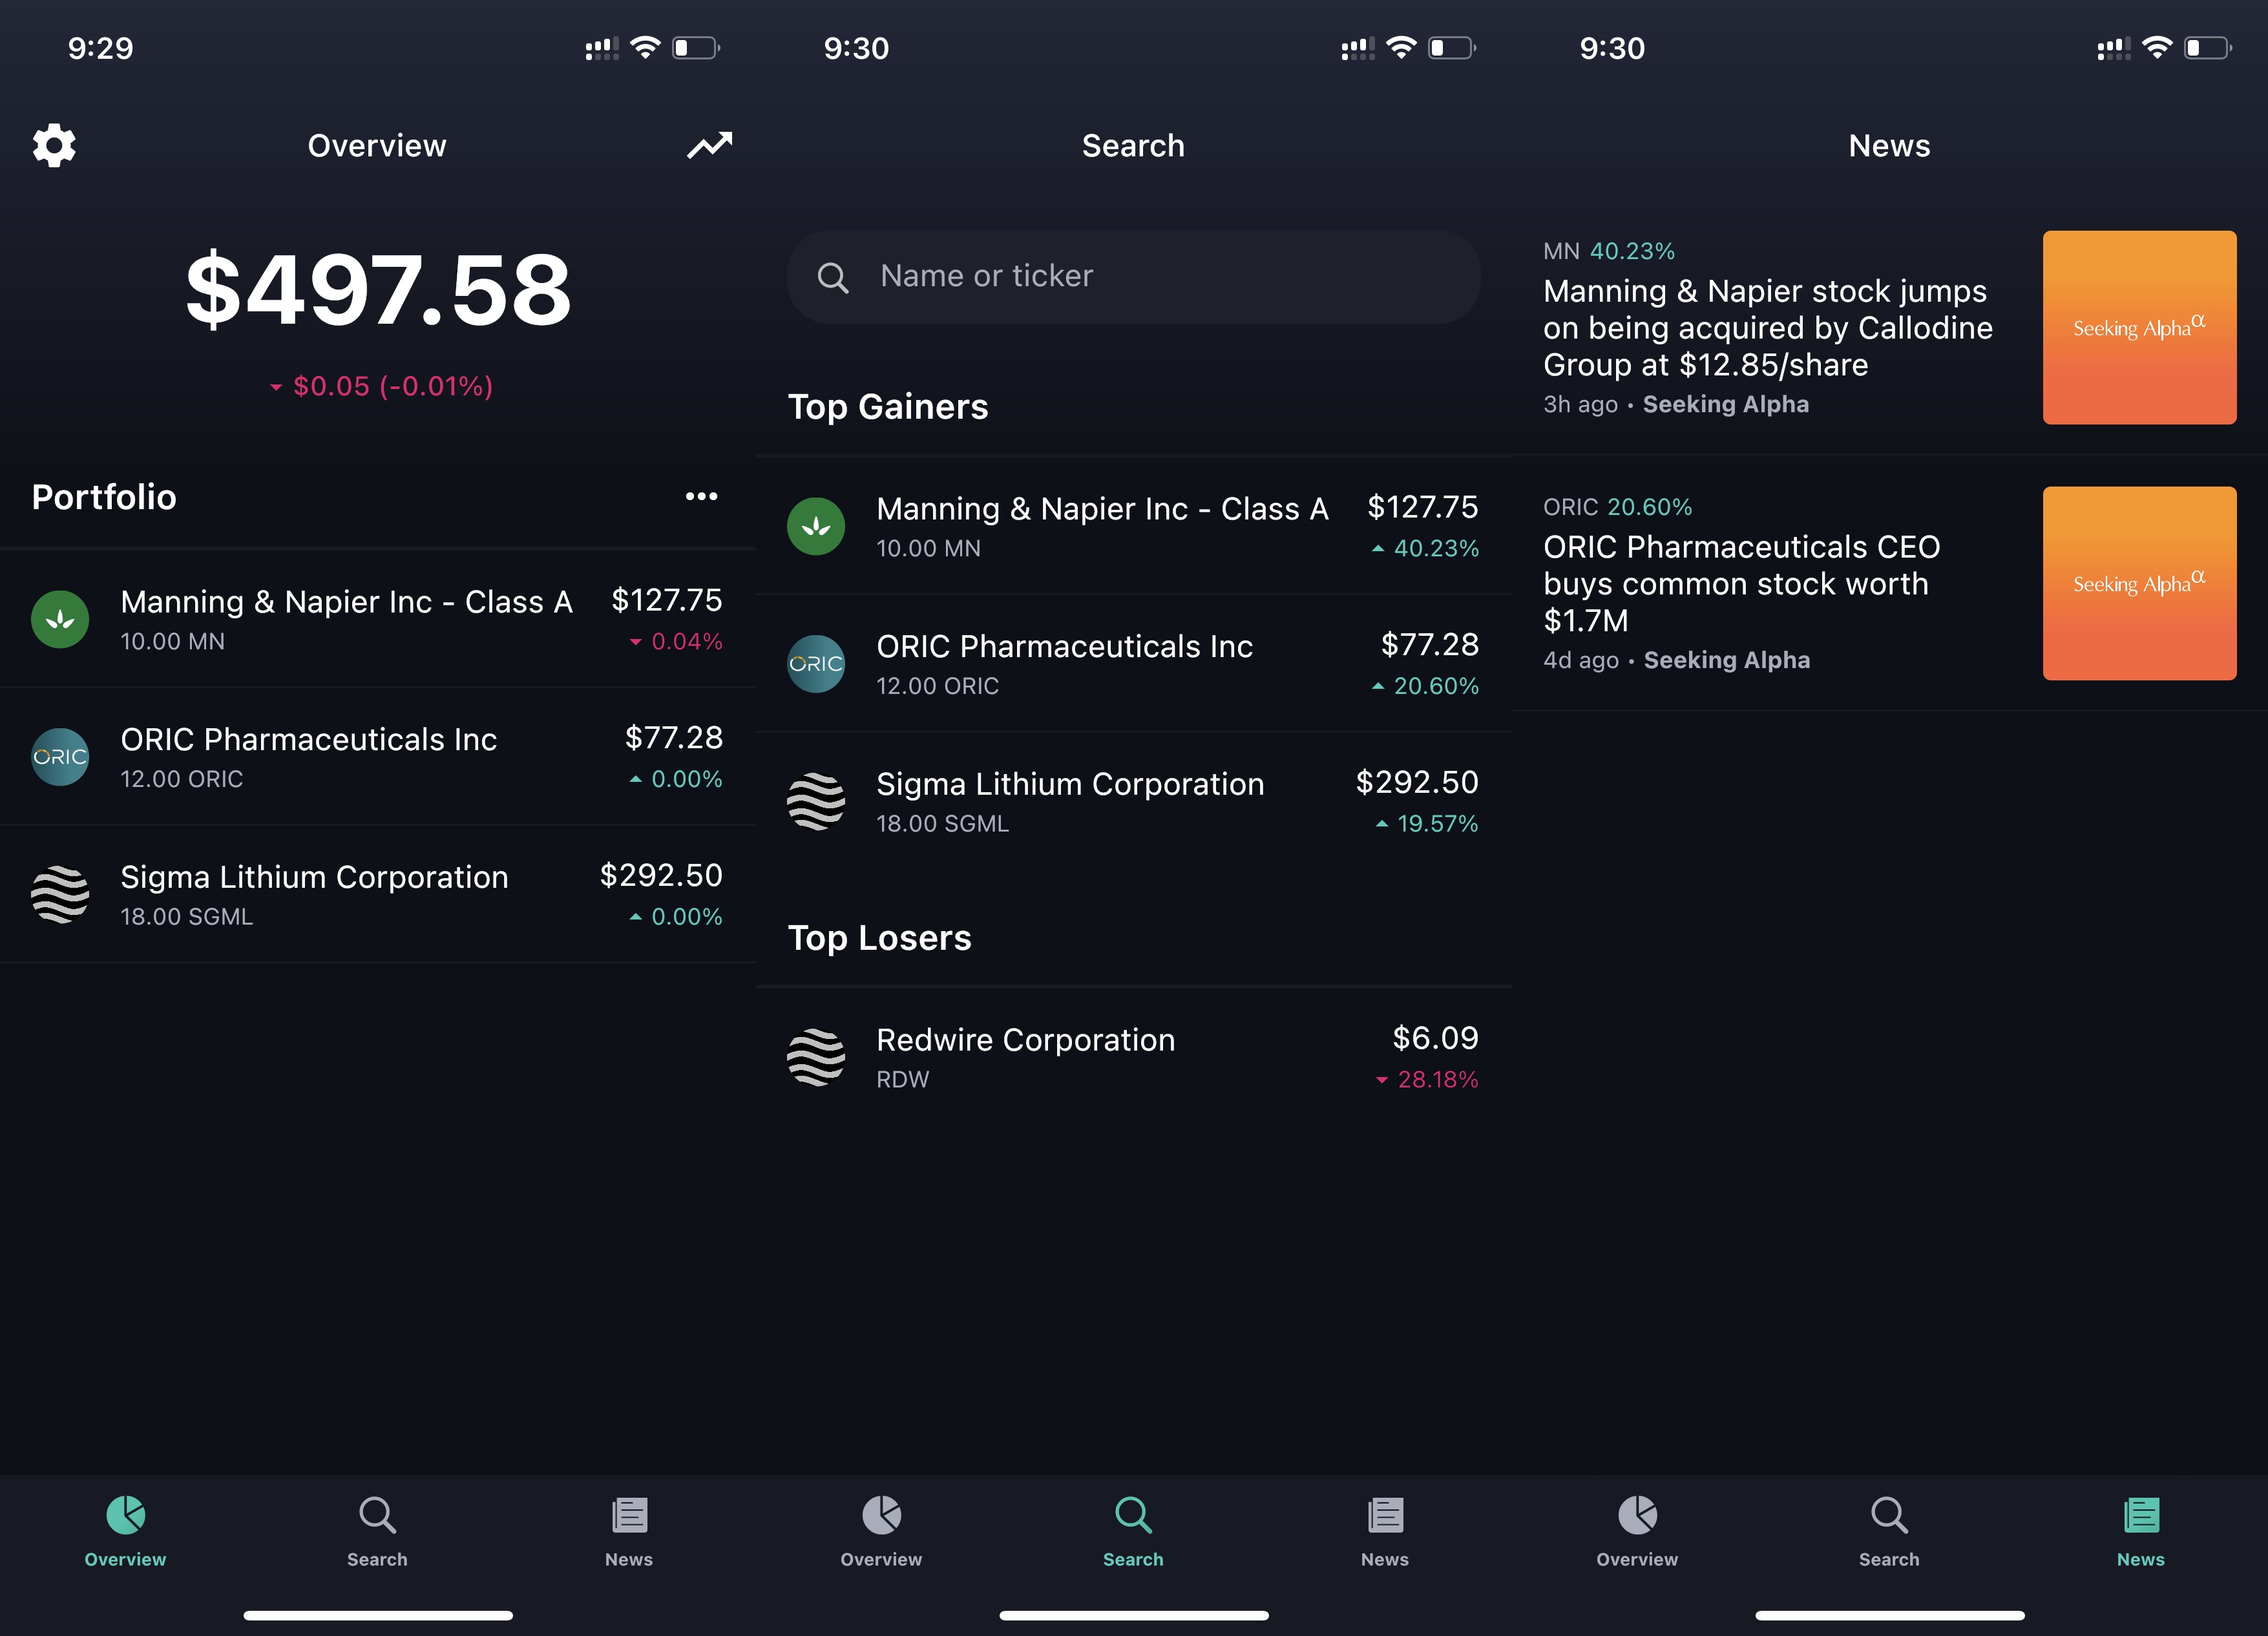 9:29
Overview
$497.58
$0.05 (-0.01%)
Portfolio
Manning & Napier Inc - Class A
$127.75
10.00 MN
0.04%
ORIC
ORIC Pharmaceuticals Inc
$77.28
12.00 ORIC
0.00%
Sigma Lithium Corporation
$292.50
18.00 SGML
0.00%
Overview
Search
News
9:30
Search
Name or ticker
Top Gainers
Manning & Napier Inc - Class A
$127.75
10.00 MN
40.23%
ORIC
ORIC Pharmaceuticals Inc
$77.28
12.00 ORIC
20.60%
Sigma Lithium Corporation
$292.50
18.00 SGML
19.57%
Top Losers
Redwire Corporation
$6.09
RDW
28.18%
Overview
Search
News
9:30
News
MN 40.23%
Manning & Napier stock jumps
on being acquired by Callodine
Group at $12.85/share
3h ago • Seeking Alpha
Seeking Alphaα
ORIC 20.60%
ORIC Pharmaceuticals CEO
buys common stock worth
$1.7M
4d ago • Seeking Alpha
Seeking Alphaα
Overview
Search
News